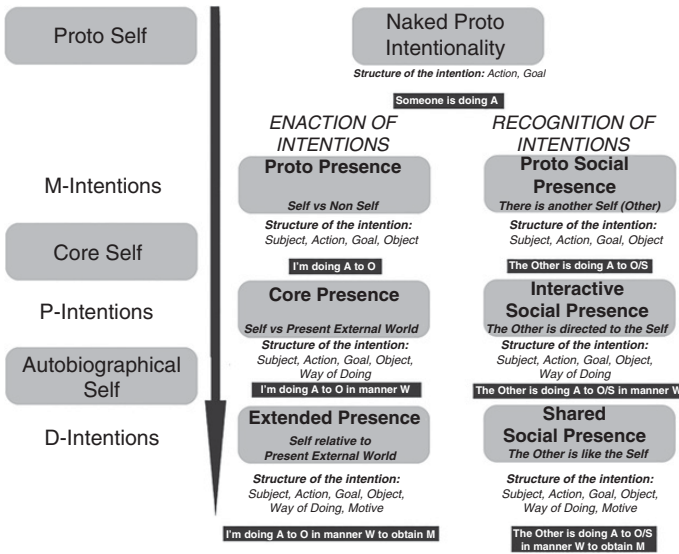 Proto Self
Naked Proto
Intentionality
Structure of the intention: Action, Goal
Someone is doing A
ENACTION OF
INTENTIONS
RECOGNITION OF
INTENTIONS
M-Intentions
Proto Presence
Self vs Non Self
Structure of the intention:
Subject, Action, Goal, Object
I'm doing A to O
Proto Social
Presence
There is another Self (Other)
Structure of the intention:
Subject, Action, Goal, Object
The Other is doing A to O/S
Core Self
P-Intentions
Core Presence
Self vs Present External World
Structure of the intention:
Subject, Action, Goal, Object,
Way of Doing
I'm doing A to O in manner W
Interactive
Social Presence
The Other is directed to the Self
Structure of the intention:
Subject, Action, Goal, Object,
Way of Doing
The Other is doing A to O/S in manner W
Autobiographical
Self
D-Intentions
Extended Presence
Self relative to
Present External World
Structure of the intention:
Subject, Action, Goal, Object,
Way of Doing, Motive
I'm doing A to O in manner W to obtain M
Shared
Social Presence
The Other is like the Self
Structure of the intention:
Subject, Action, Goal, Object,
Way of Doing, Motive
The Other is doing A to O/S
in manner W to obtain M